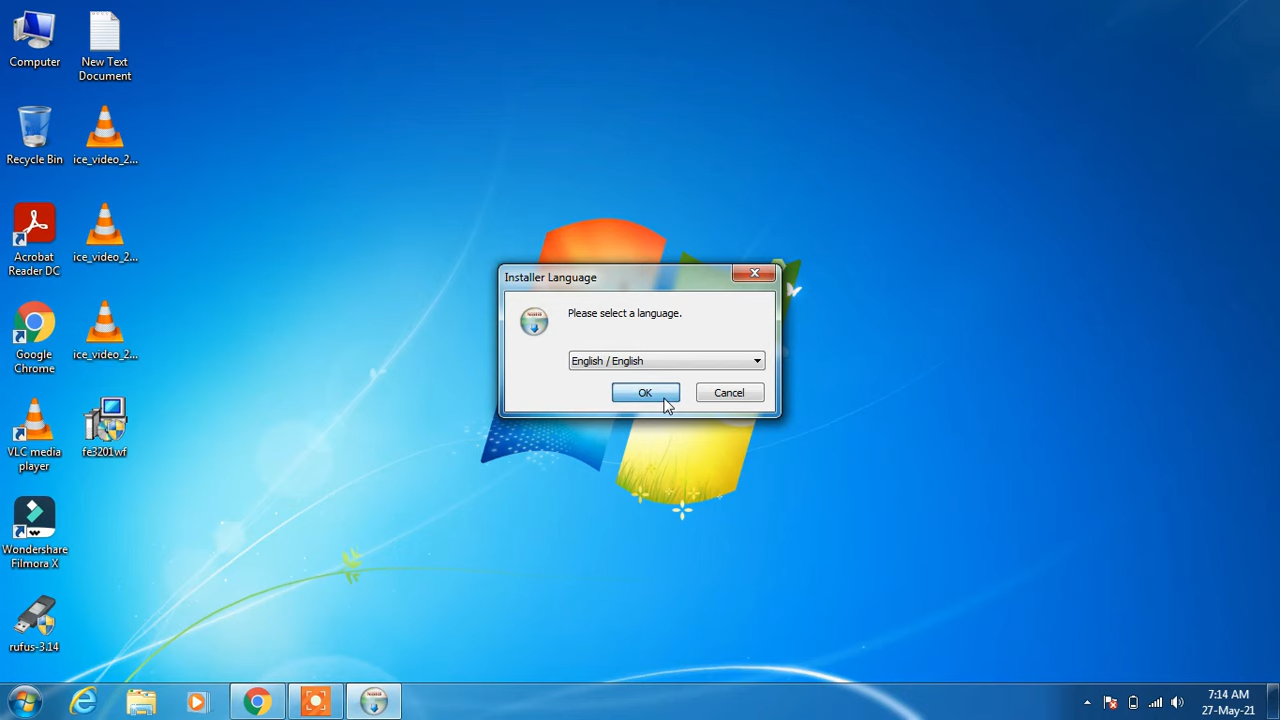 Computer
New Text
Document
Recycle Bin
ice_video_2...
Acrobat
Reader DC
ice_video_2...
Google
Chrome
ice_video_2...
VLC media
player
fe3201wf
Wondershare
Filmora X
rufus-3.14
Installer Language
Please select a language.
English / English
OK
Cancel
7:14 AM
27-May-21